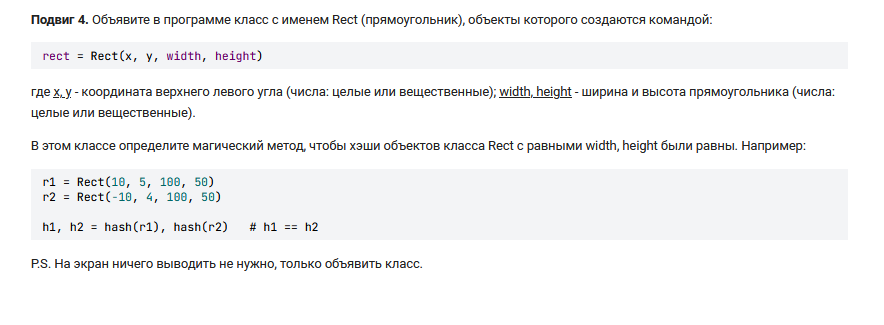 Подвиг 4. Объявите в программе класс с именем Rect (прямоугольник), объекты которого создаются командой:
rect = Rect(x, y, width, height)
где x, y - координата верхнего левого угла (числа: целые или вещественные); width, height - ширина и высота прямоугольника (числа:
целые или вещественные).
В этом классе определите магический метод, чтобы хэши объектов класса Rect с равными width, height были равны. Например:
r1 = Rect(10, 5, 100, 50)
r2 = Rect(-10, 4, 100, 50)
h1, h2 = hash(r1), hash(r2)   # h1 == h2
P.S. На экран ничего выводить не нужно, только объявить класс.